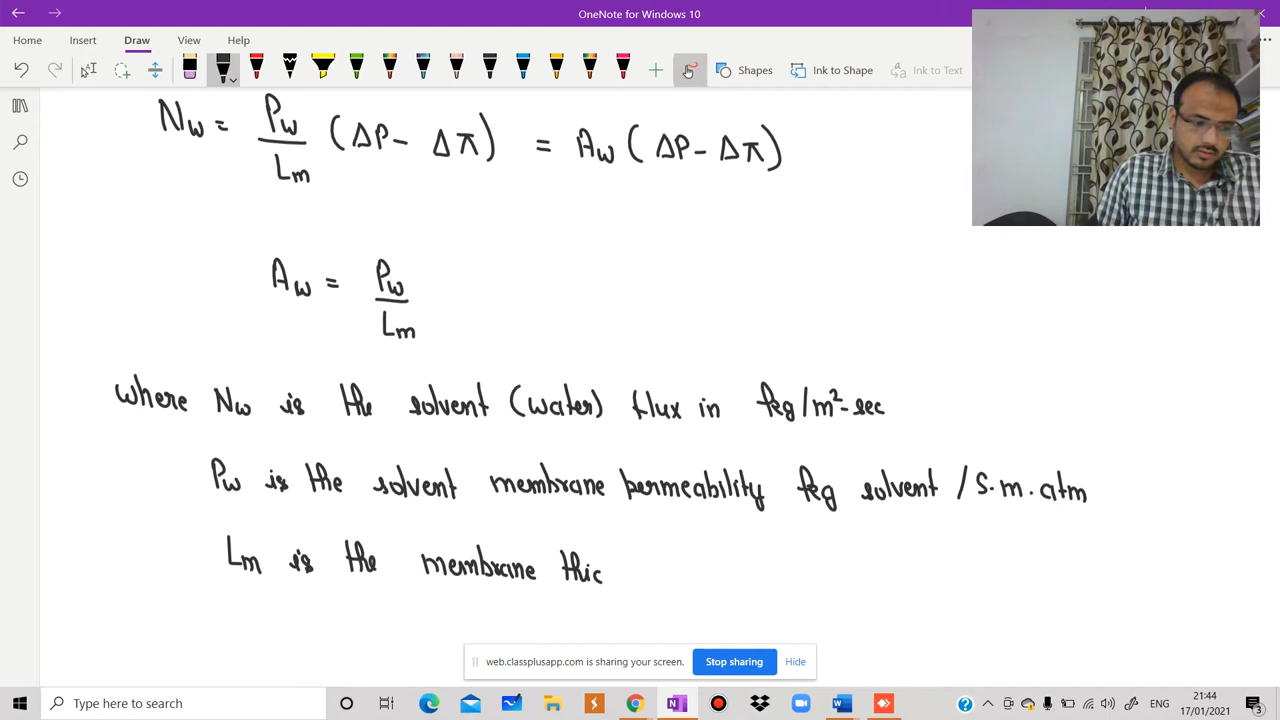 OneNote for Windows 10
Home Insert Draw View Help
Shapes Ink to Shape Ink to Text
Nw = Pw/Lm (ΔP - Δπ) = Aw (ΔP - Δπ)
Aw = Pw/Lm
where Nw is the solvent (water) flux in kg/m²-sec
Pw is the solvent membrane permeability kg solvent / s.m.atm
Lm is the membrane thic
web.classplusapp.com is sharing your screen. Stop sharing Hide
Type here to search
ENG
21:44
17/01/2021
3